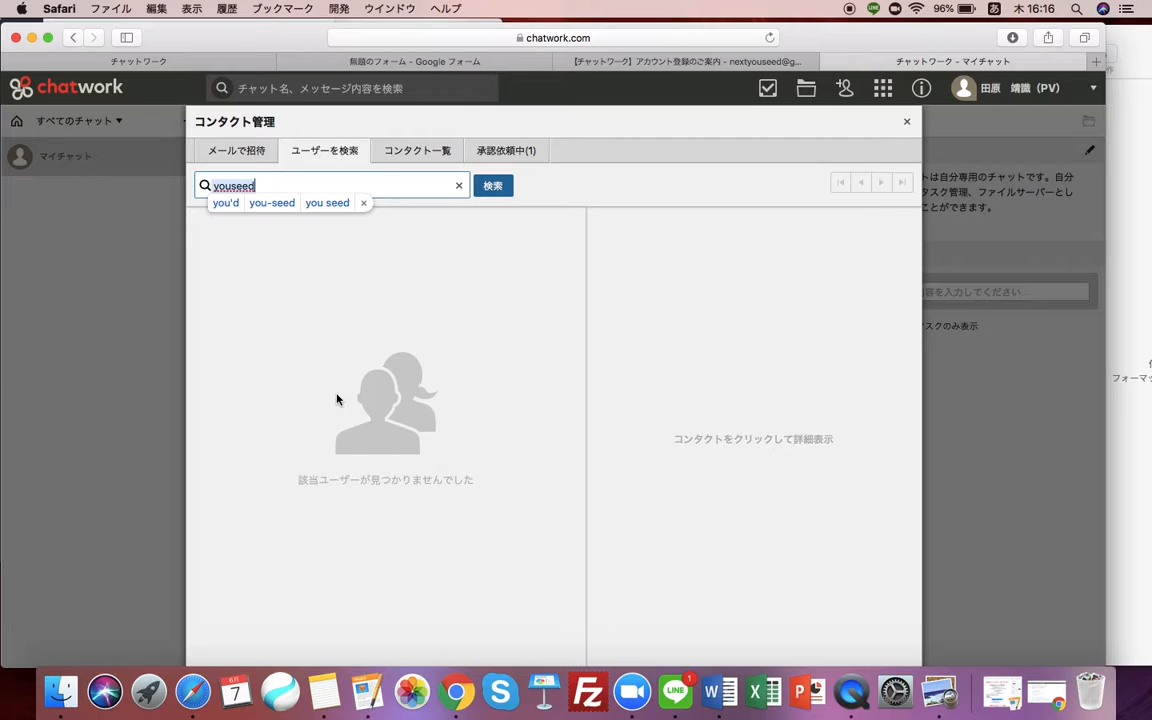 Safari ファイル 編集 表示 履歴 ブックマーク 開発 ウインドウ ヘルプ 96% あ 木 16:16
chatwork.com
チャットワーク
無題のフォーム - Google フォーム
【チャットワーク】アカウント登録のご案内 - nextyouseed@g...
チャットワーク - マイチャット
chatwork
チャット名、メッセージ内容を検索
田原 靖識 (PV)
すべてのチャット
マイチャット
コンタクト管理
メールで招待
ユーザーを検索
コンタクト一覧
承認依頼中(1)
youseed
検索
you'd you-seed you seed
トは自分専用のチャットです。自分
タスク管理、ファイルサーバーとし
ことができます。
内容を入力してください...
スクのみ表示
フォーマッ
該当ユーザーが見つかりませんでした
コンタクトをクリックして詳細表示
6月
7
1